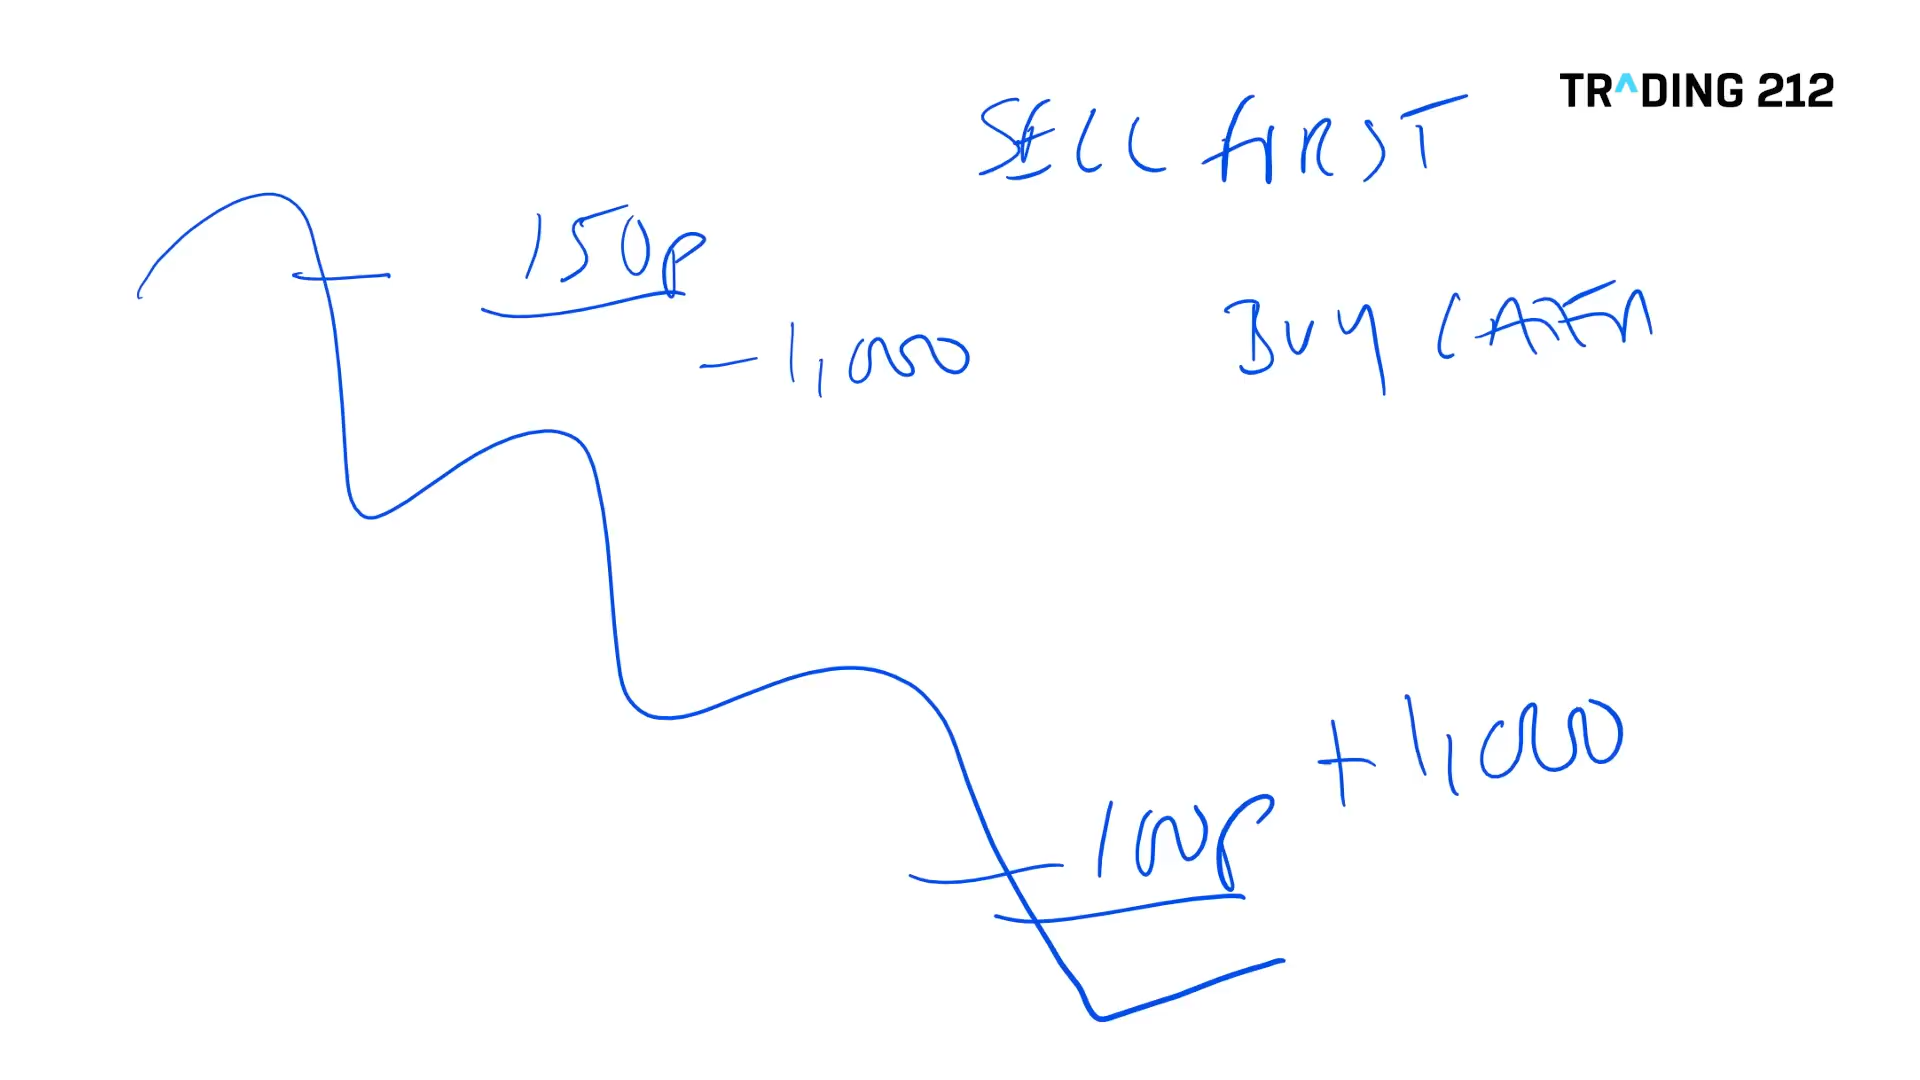 TRADING 212
SELL FIRST
150p
-1,000
BUY LATER
+1,000
100p